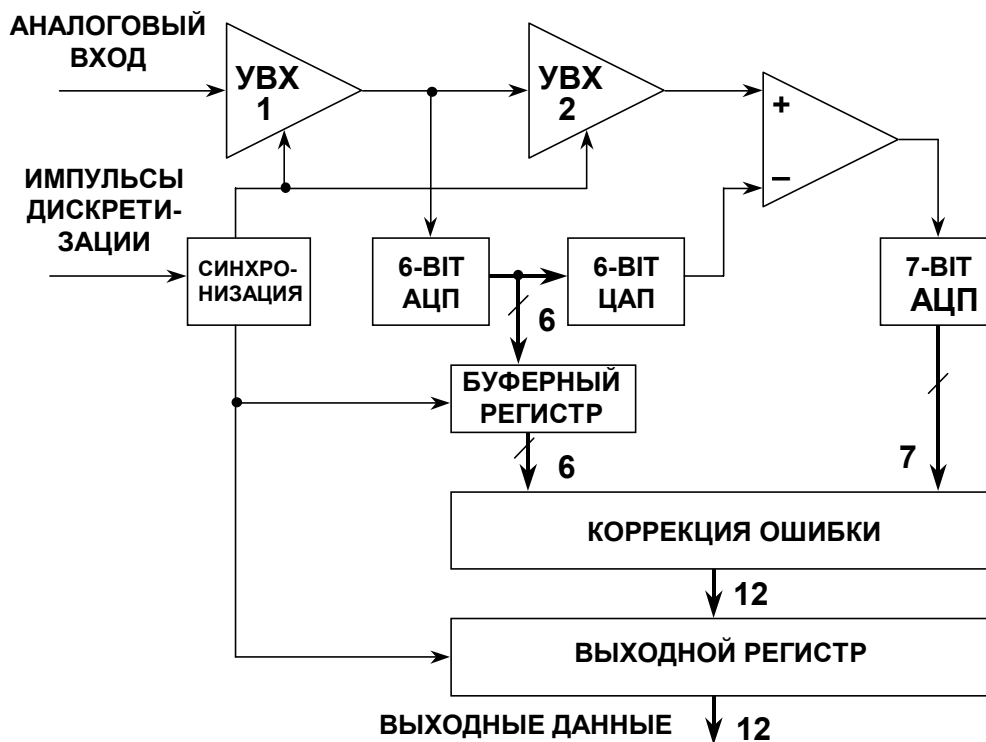 АНАЛОГОВЫЙ
ВХОД
УВХ
1
УВХ
2
+
–
ИМПУЛЬСЫ
ДИСКРЕТИ-
ЗАЦИИ
СИНХРО-
НИЗАЦИЯ
6-BIT
АЦП
6-BIT
ЦАП
7-BIT
АЦП
6
БУФЕРНЫЙ
РЕГИСТР
6
7
КОРРЕКЦИЯ ОШИБКИ
12
ВЫХОДНОЙ РЕГИСТР
ВЫХОДНЫЕ ДАННЫЕ
12